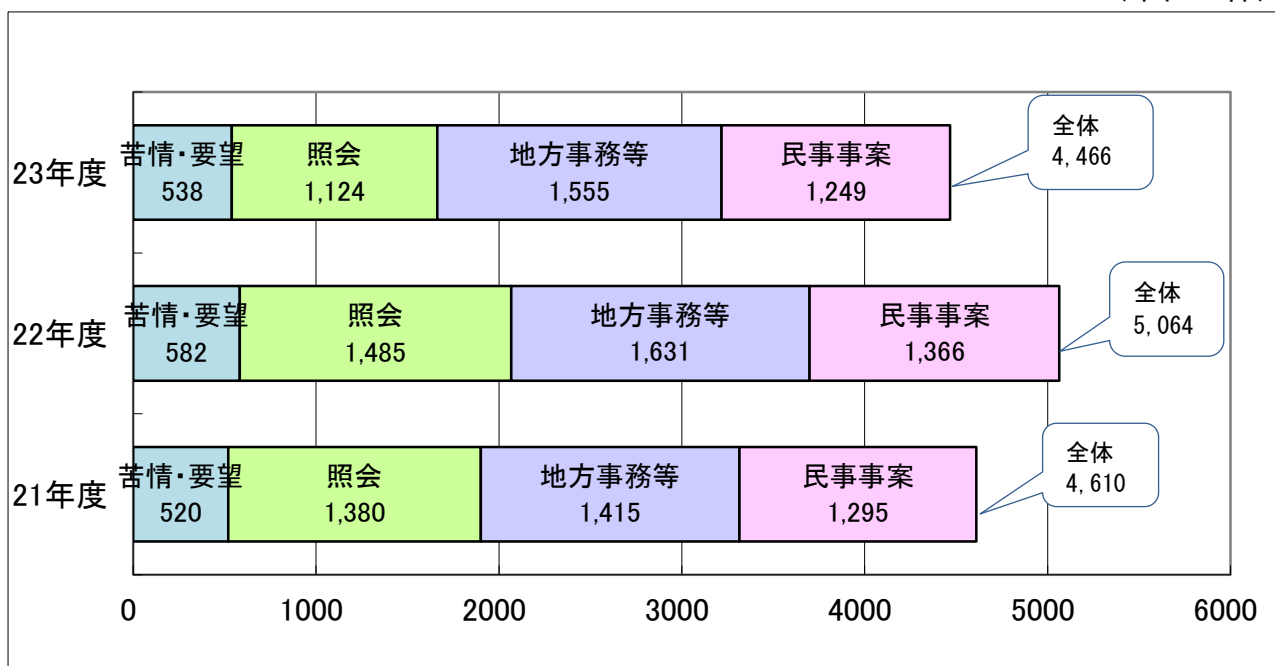 23年度
苦情・要望
538
照会
1,124
地方事務等
1,555
民事事案
1,249
全体
4,466
22年度
苦情・要望
582
照会
1,485
地方事務等
1,631
民事事案
1,366
全体
5,064
21年度
苦情・要望
520
照会
1,380
地方事務等
1,415
民事事案
1,295
全体
4,610
0 1000 2000 3000 4000 5000 6000